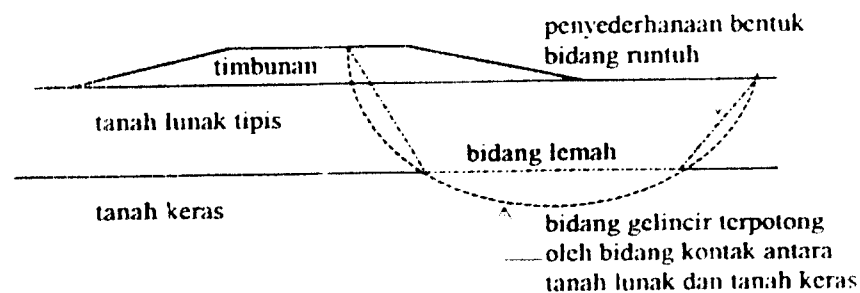 penyederhanaan bentuk
bidang runtuh
timbunan
tanah lunak tipis
bidang lemah
tanah keras
bidang gelincir terpotong
oleh bidang kontak antara
tanah lunak dan tanah keras